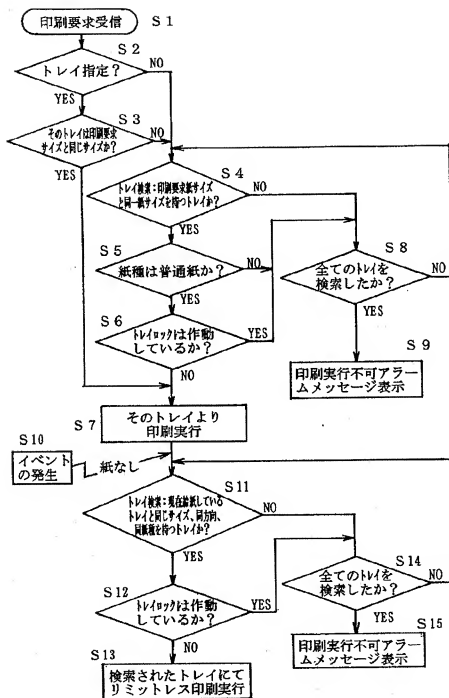 印刷要求受信
S1
S2
トレイ指定?
NO
YES
S3
そのトレイは印刷要求
サイズと同じサイズか?
NO
YES
S4
トレイ検索:印刷要求紙サイズ
と同一紙サイズを持つトレイか?
NO
YES
S5
紙種は普通紙か?
NO
YES
S6
トレイロックは作動
しているか?
YES
NO
S8
全てのトレイを
検索したか?
NO
YES
S9
印刷実行不可アラー
ムメッセージ表示
S7
そのトレイより
印刷実行
S10
イベント
の発生
紙なし
S11
トレイ検索:現在給紙している
トレイと同じサイズ、同方向、
同紙種を持つトレイか?
NO
YES
S12
トレイロックは作動
しているか?
YES
NO
S14
全てのトレイを
検索したか?
NO
YES
S15
印刷実行不可アラー
ムメッセージ表示
S13
検索されたトレイにて
リミットレス印刷実行